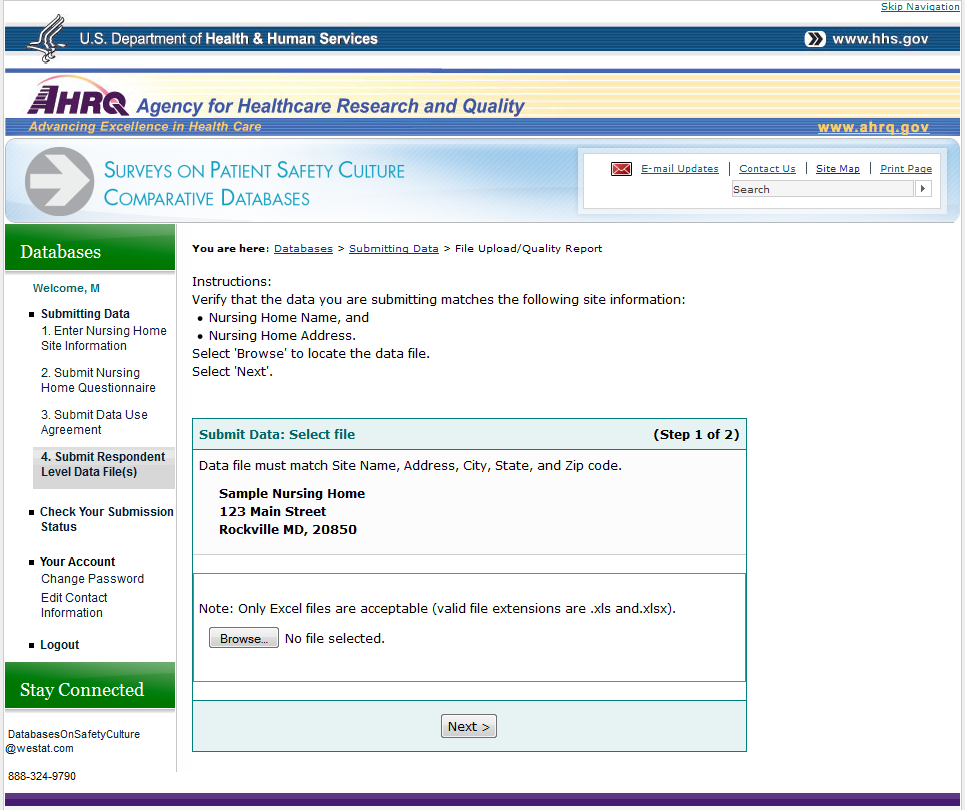 Skip Navigation
U.S. Department of Health & Human Services
www.hhs.gov
AHRQ Agency for Healthcare Research and Quality
Advancing Excellence in Health Care
www.ahrq.gov
SURVEYS ON PATIENT SAFETY CULTURE
COMPARATIVE DATABASES
E-mail Updates | Contact Us | Site Map | Print Page
Search
Databases
Welcome, M
Submitting Data
1. Enter Nursing Home
Site Information
2. Submit Nursing
Home Questionnaire
3. Submit Data Use
Agreement
4. Submit Respondent
Level Data File(s)
Check Your Submission
Status
Your Account
Change Password
Edit Contact
Information
Logout
Stay Connected
DatabasesOnSafetyCulture
@westat.com
888-324-9790
You are here: Databases > Submitting Data > File Upload/Quality Report
Instructions:
Verify that the data you are submitting matches the following site information:
• Nursing Home Name, and
• Nursing Home Address.
Select 'Browse' to locate the data file.
Select 'Next'.
Submit Data: Select file (Step 1 of 2)
Data file must match Site Name, Address, City, State, and Zip code.
Sample Nursing Home
123 Main Street
Rockville MD, 20850
Note: Only Excel files are acceptable (valid file extensions are .xls and.xlsx).
Browse... No file selected.
Next >